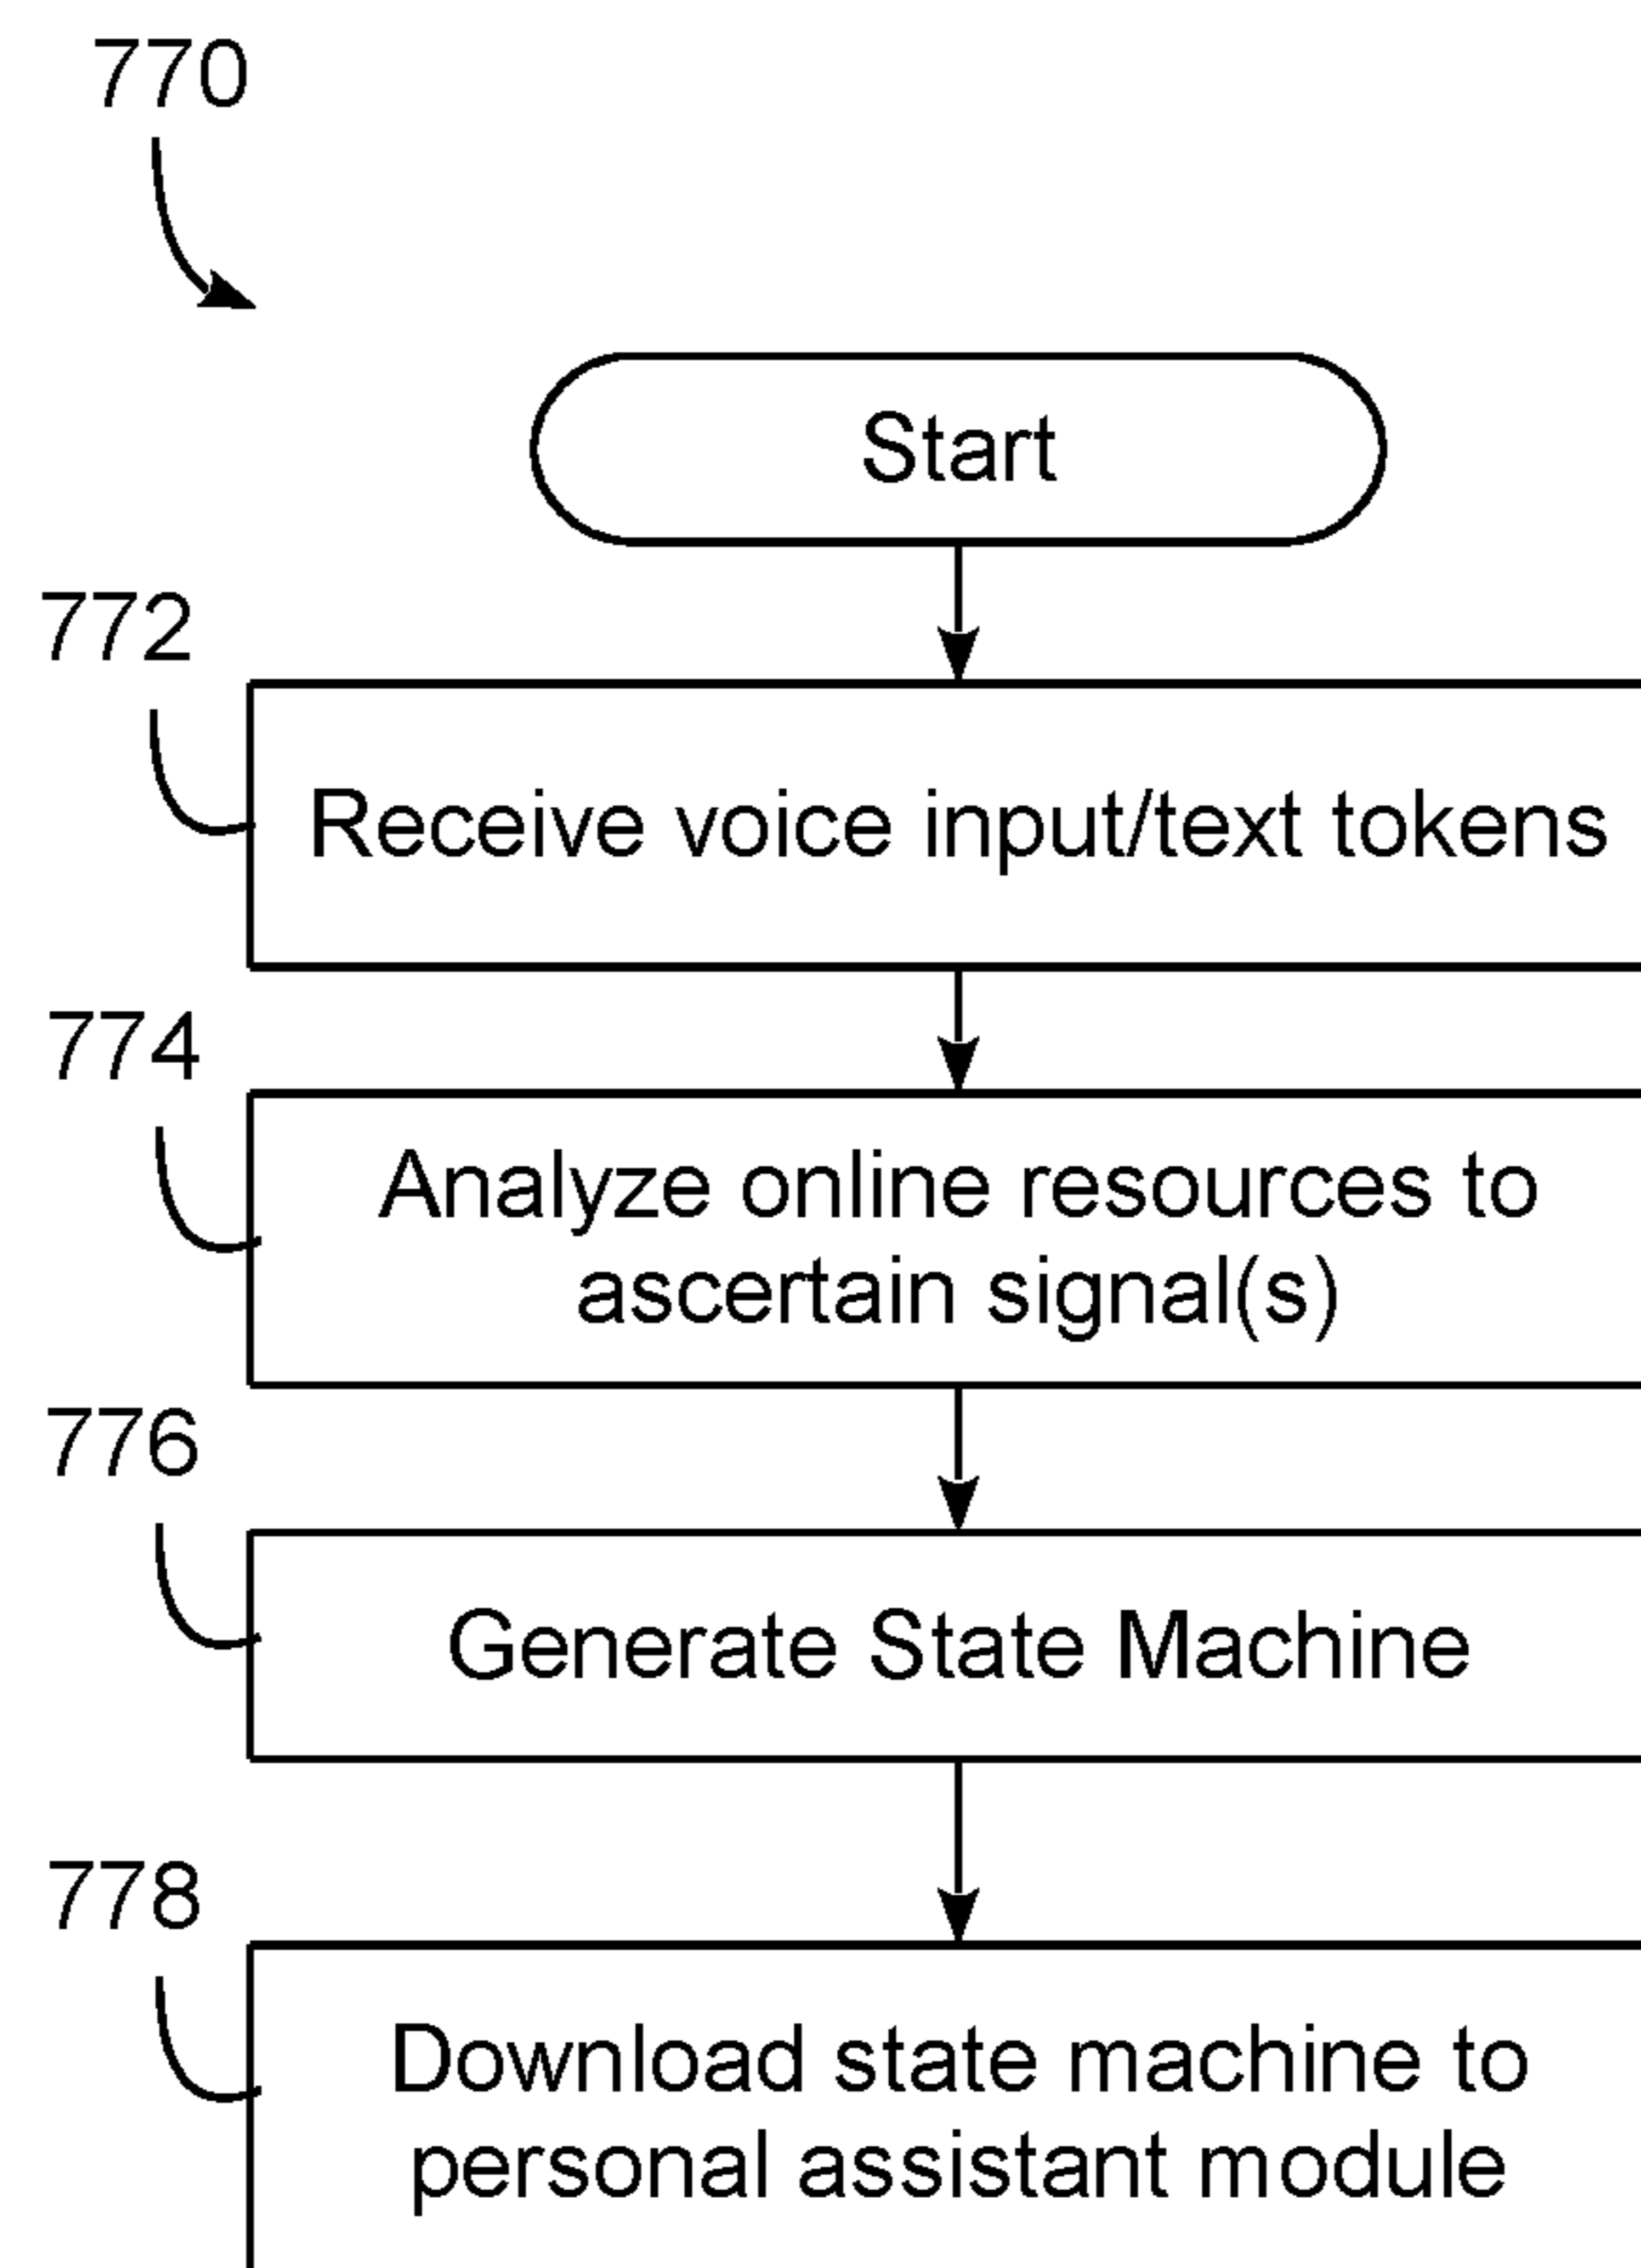 770
Start
772
Receive voice input/text tokens
774
Analyze online resources to
ascertain signal(s)
776
Generate State Machine
778
Download state machine to
personal assistant module